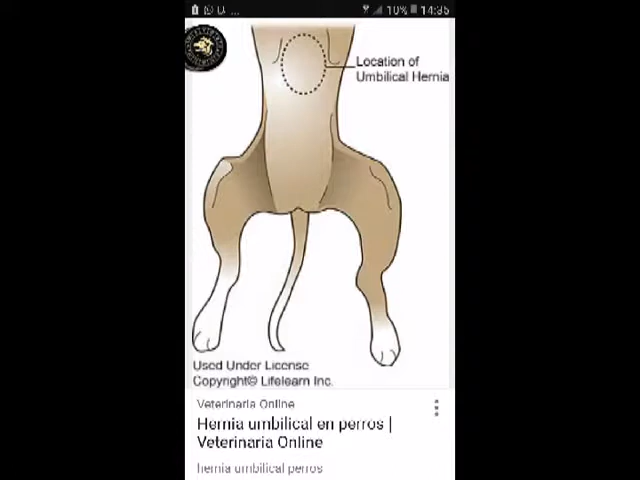 10% 14:35
Location of
Umbilical Hernia
Used Under License
Copyright© Lifelearn Inc.
Veterinaria Online
Hernia umbilical en perros |
Veterinaria Online
hernia umbilical perros